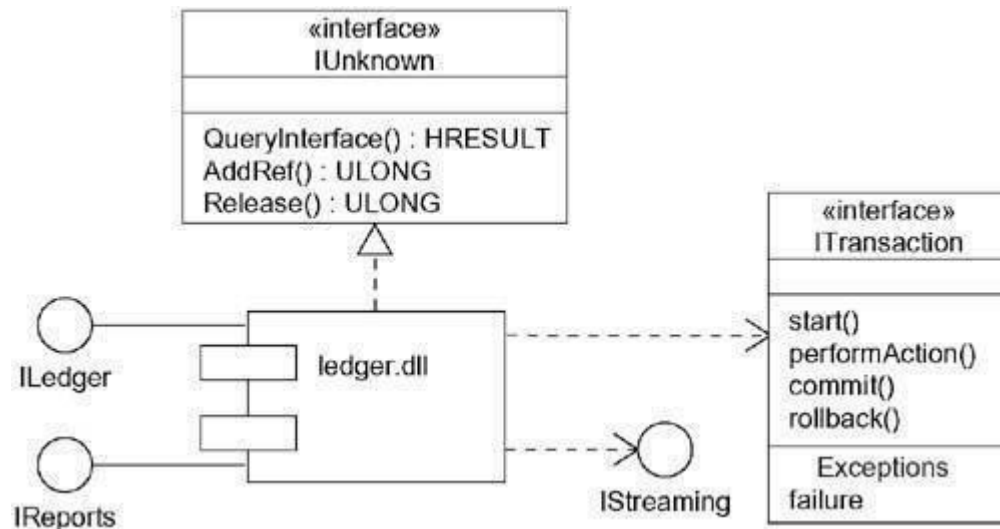 «interface»
IUnknown
QueryInterface() : HRESULT
AddRef() : ULONG
Release() : ULONG
«interface»
ITransaction
start()
performAction()
commit()
rollback()
Exceptions
failure
ILedger
ledger.dll
IReports
IStreaming